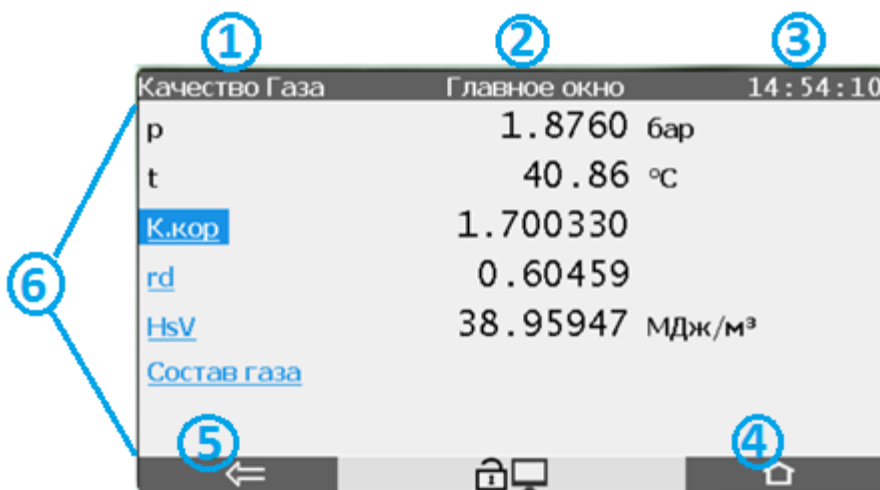 1 2 3
Качество Газа Главное окно 14:54:10
p 1.8760 бар
t 40.86 °C
К.кор 1.700330
rd 0.60459
6
HsV 38.95947 МДж/м³
Состав газа
5 4